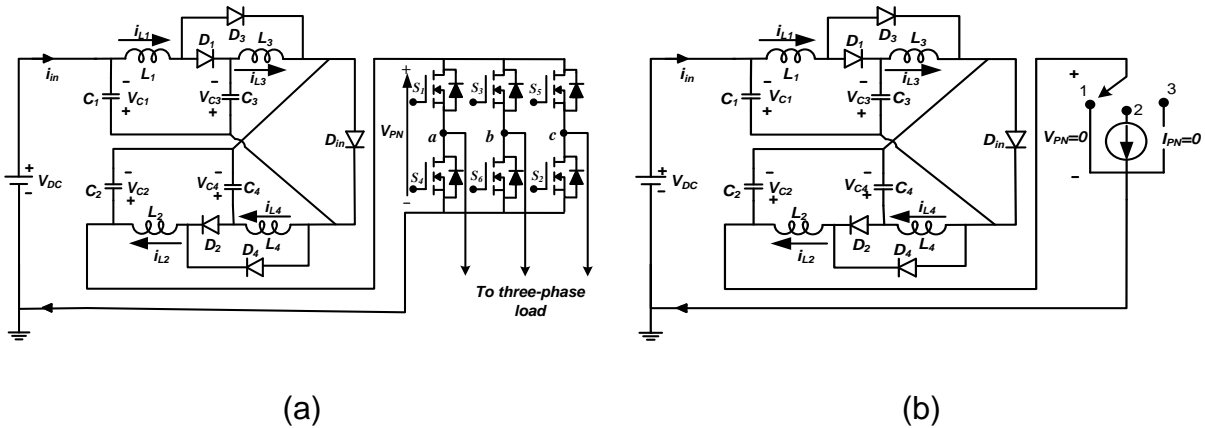 iL1 D3 iL1 D3
D1 L3 D1 L3
iin L1 iL3 iin L1 iL3
C1 VC1 VC3 C3 C1 VC1 VC3 C3
VPN S1 S3 S5
a b c
S4 S6 S2
Din Din
VDC C2 VC2 VC4 C4 VDC C2 VC2 VC4 C4
L2 iL4 L2 iL4
iL2 D2 L4 iL2 D2 L4
D4 D4
1 2 3
VPN=0 IPN=0
To three-phase
load
(a) (b)